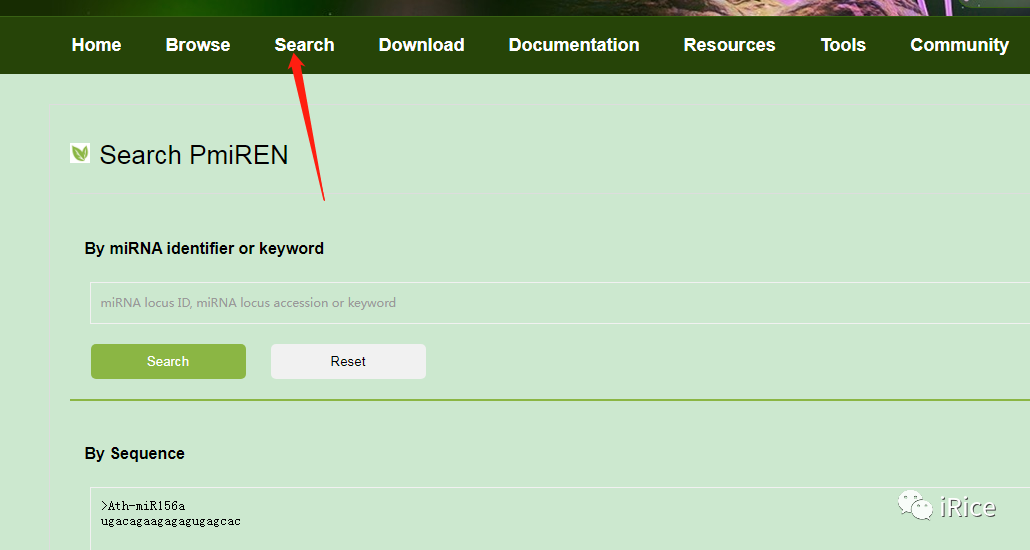 Home Browse Search Download Documentation Resources Tools Community
Search PmiREN
By miRNA identifier or keyword
miRNA locus ID, miRNA locus accession or keyword
Search Reset
By Sequence
>Ath-miR156a
ugacagaagagagugagcac
iRice